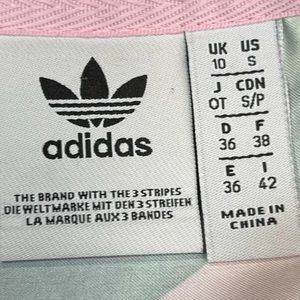 adidas
THE BRAND WITH THE 3 STRIPES
DIE WELTMARKE MIT DEN 3 STREIFEN
LA MARQUE AUX 3 BANDES
UK US
10 S
J CDN
OT S/P
D F
36 38
E I
36 42
MADE IN
CHINA